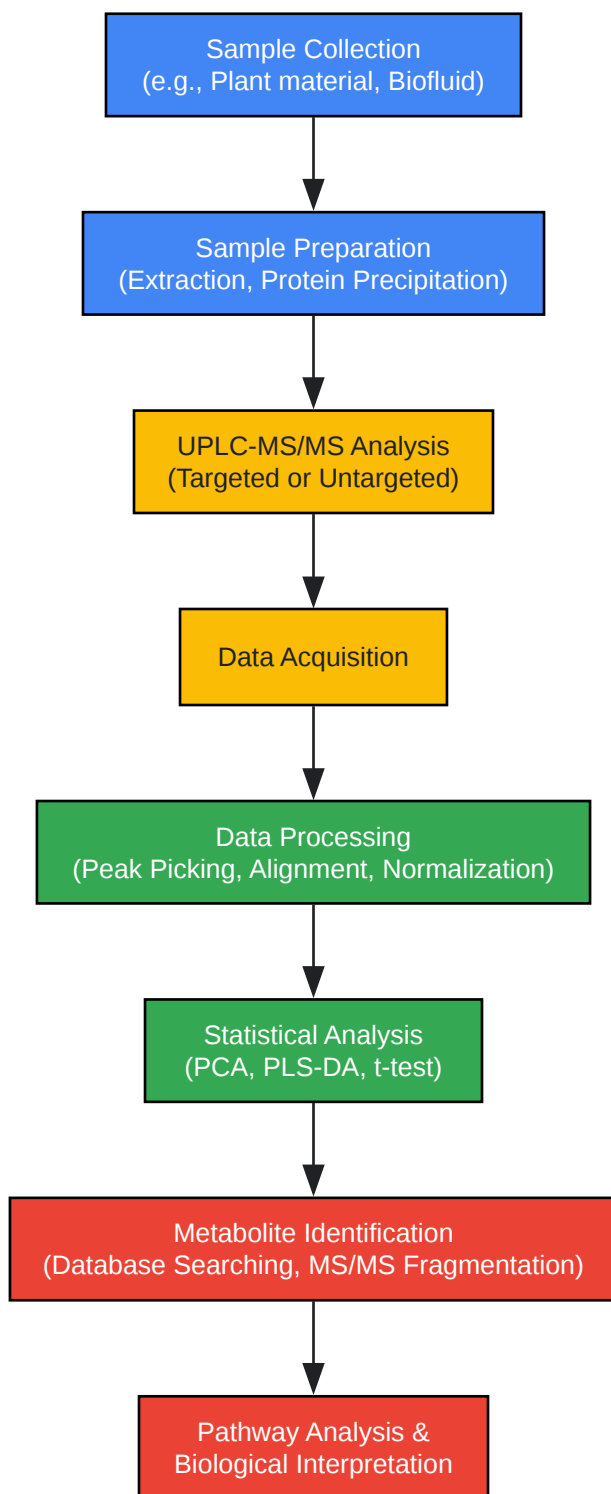 Sample Collection
(e.g., Plant material, Biofluid)
Sample Preparation
(Extraction, Protein Precipitation)
UPLC-MS/MS Analysis
(Targeted or Untargeted)
Data Acquisition
Data Processing
(Peak Picking, Alignment, Normalization)
Statistical Analysis
(PCA, PLS-DA, t-test)
Metabolite Identification
(Database Searching, MS/MS Fragmentation)
Pathway Analysis &
Biological Interpretation